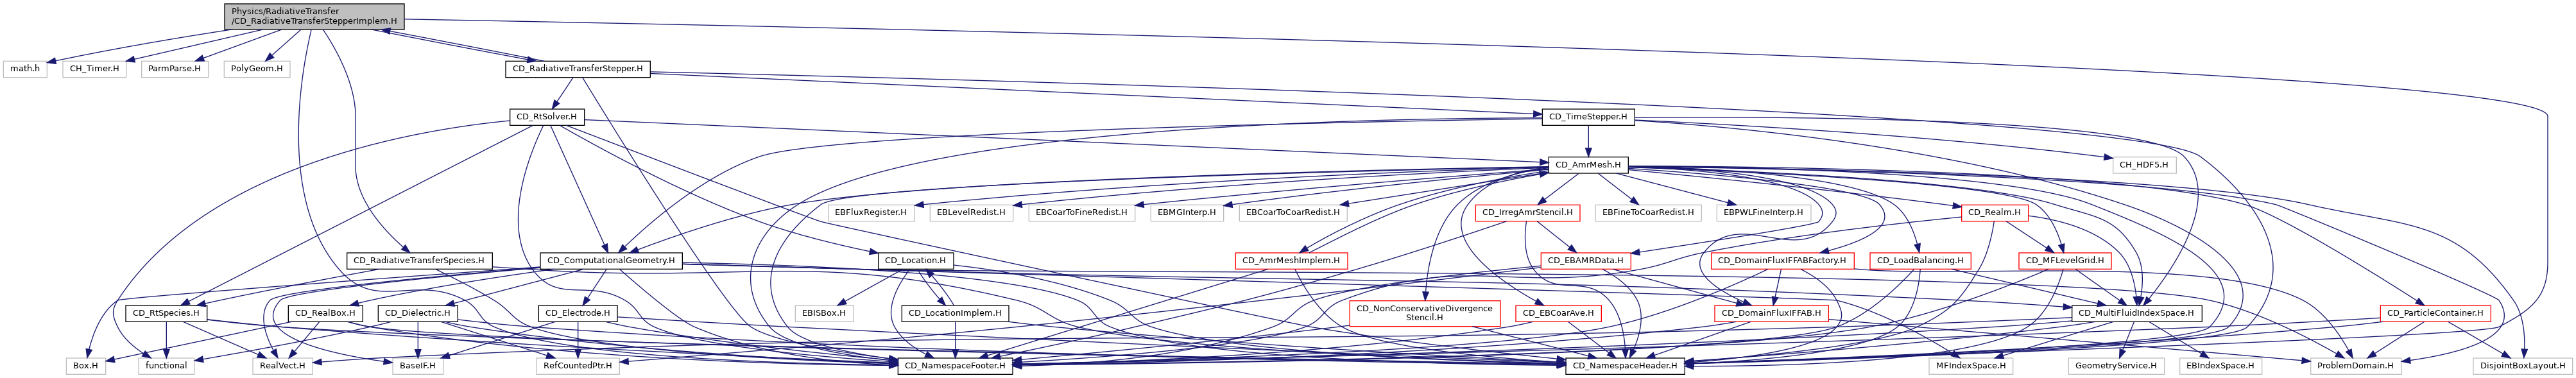 Physics/RadiativeTransfer
/CD_RadiativeTransferStepperImplem.H
math.h
CH_Timer.H
ParmParse.H
PolyGeom.H
CD_RadiativeTransferStepper.H
CD_RtSolver.H
CD_TimeStepper.H
CD_AmrMesh.H
CH_HDF5.H
EBFluxRegister.H
EBLevelRedist.H
EBCoarToFineRedist.H
EBMGInterp.H
EBCoarToCoarRedist.H
CD_IrregAmrStencil.H
EBFineToCoarRedist.H
EBPWLFineInterp.H
CD_Realm.H
CD_RadiativeTransferSpecies.H
CD_ComputationalGeometry.H
CD_Location.H
CD_AmrMeshImplem.H
CD_EBAMRData.H
CD_DomainFluxIFFABFactory.H
CD_LoadBalancing.H
CD_MFLevelGrid.H
CD_RtSpecies.H
CD_RealBox.H
CD_Dielectric.H
CD_Electrode.H
EBISBox.H
CD_LocationImplem.H
CD_NonConservativeDivergence
Stencil.H
CD_EBCoarAve.H
CD_DomainFluxIFFAB.H
CD_MultiFluidIndexSpace.H
CD_ParticleContainer.H
Box.H
functional
RealVect.H
BaseIF.H
RefCountedPtr.H
CD_NamespaceFooter.H
CD_NamespaceHeader.H
MFIndexSpace.H
GeometryService.H
EBIndexSpace.H
ProblemDomain.H
DisjointBoxLayout.H